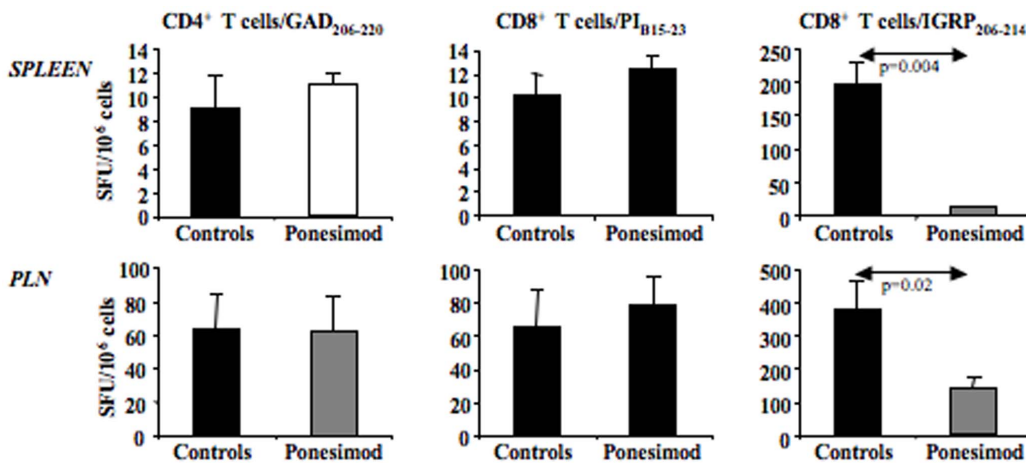 CD4⁺ T cells/GAD₂₀₆₋₂₂₀
CD8⁺ T cells/PI_B15-23
CD8⁺ T cells/IGRP₂₀₆₋₂₁₄
SPLEEN
SFU/10⁶ cells
14
12
10
8
6
4
2
0
Controls Ponesimod
14
12
10
8
6
4
2
0
Controls Ponesimod
250
200
150
100
50
0
p=0.004
Controls Ponesimod
PLN
SFU/10⁶ cells
100
80
60
40
20
0
Controls Ponesimod
100
80
60
40
20
0
Controls Ponesimod
500
400
300
200
100
0
p=0.02
Controls Ponesimod